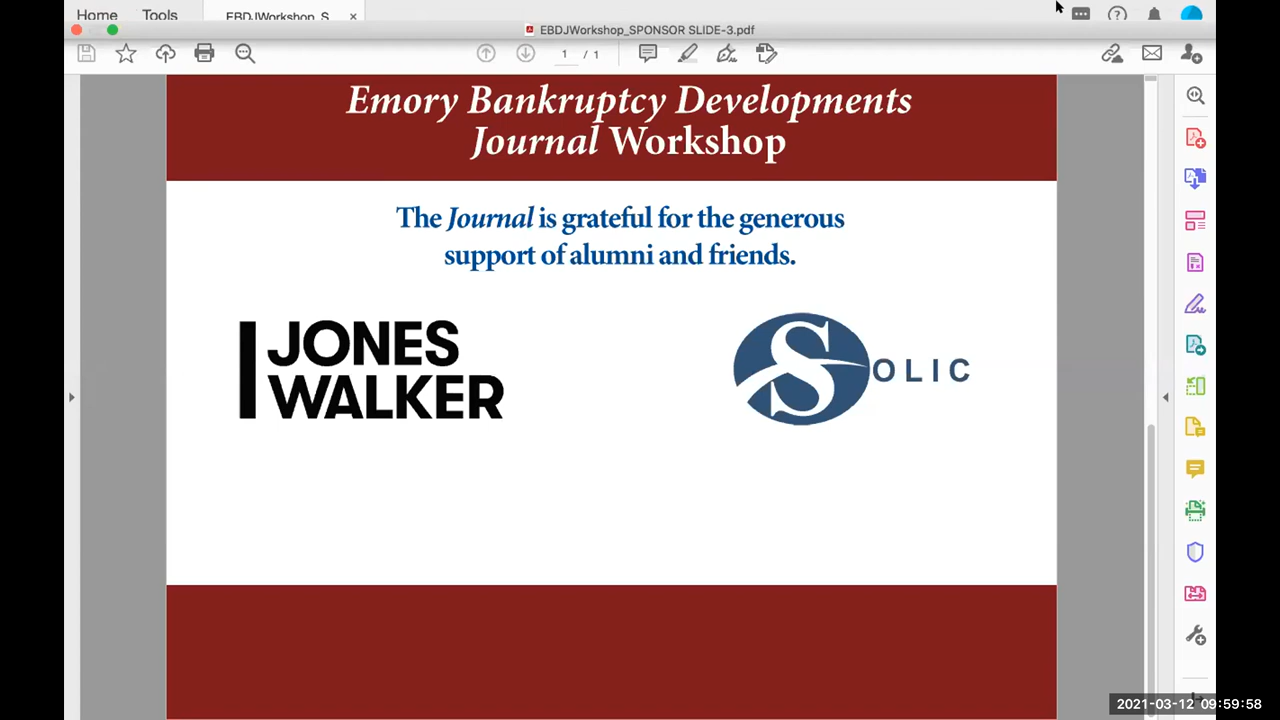 Home Tools EBDJWorkshop_S
EBDJWorkshop_SPONSOR SLIDE-3.pdf
1 / 1
Emory Bankruptcy Developments
Journal Workshop
The Journal is grateful for the generous
support of alumni and friends.
JONES
WALKER
SOLIC
2021-03-12 09:59:58